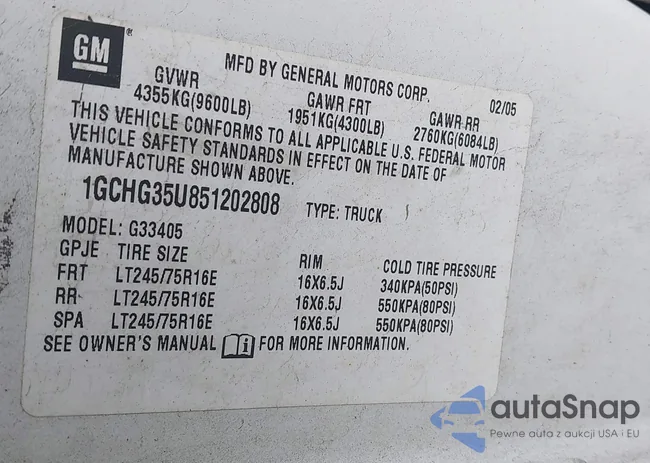 GM
MFD BY GENERAL MOTORS CORP.
02/05
GVWR GAWR FRT GAWR RR
4355KG(9600LB) 1951KG(4300LB) 2760KG(6084LB)
THIS VEHICLE CONFORMS TO ALL APPLICABLE U.S. FEDERAL MOTOR
VEHICLE SAFETY STANDARDS IN EFFECT ON THE DATE OF
MANUFACTURE SHOWN ABOVE.
1GCHG35U851202808 TYPE: TRUCK
MODEL: G33405
GPJE TIRE SIZE RIM COLD TIRE PRESSURE
FRT LT245/75R16E 16X6.5J 340KPA(50PSI)
RR LT245/75R16E 16X6.5J 550KPA(80PSI)
SPA LT245/75R16E 16X6.5J 550KPA(80PSI)
SEE OWNER'S MANUAL FOR MORE INFORMATION.
autaSnap
Pewne auta z aukcji USA i EU